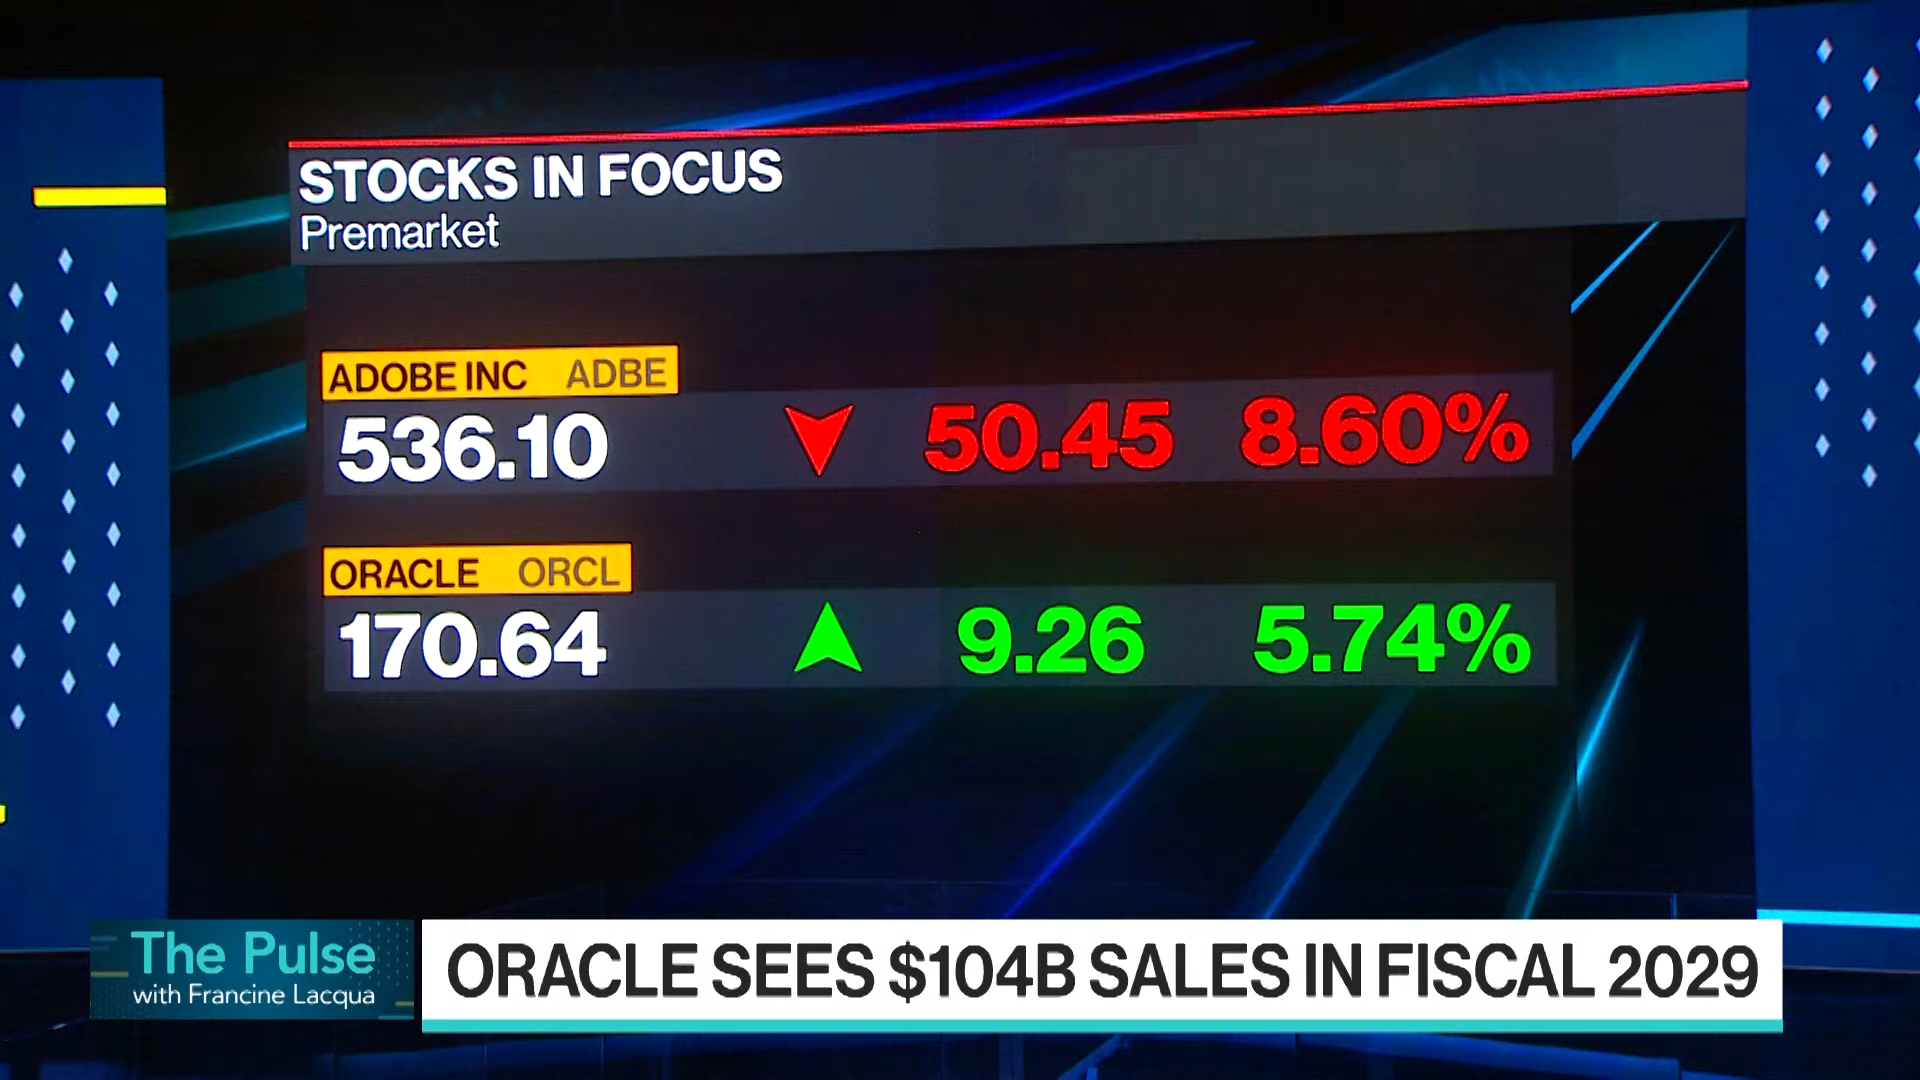 STOCKS IN FOCUS
Premarket
ADOBE INC ADBE
536.10 50.45 8.60%
ORACLE ORCL
170.64 9.26 5.74%
The Pulse
with Francine Lacqua
ORACLE SEES $104B SALES IN FISCAL 2029